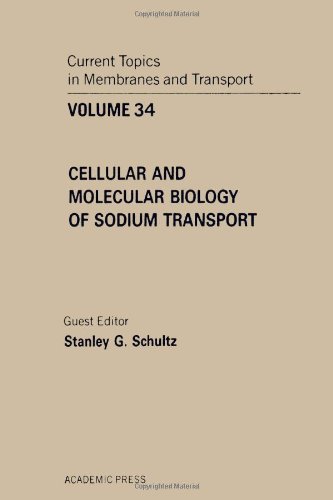 Current Topics
in Membranes and Transport
VOLUME 34
CELLULAR AND
MOLECULAR BIOLOGY
OF SODIUM TRANSPORT
Guest Editor
Stanley G. Schultz
ACADEMIC PRESS